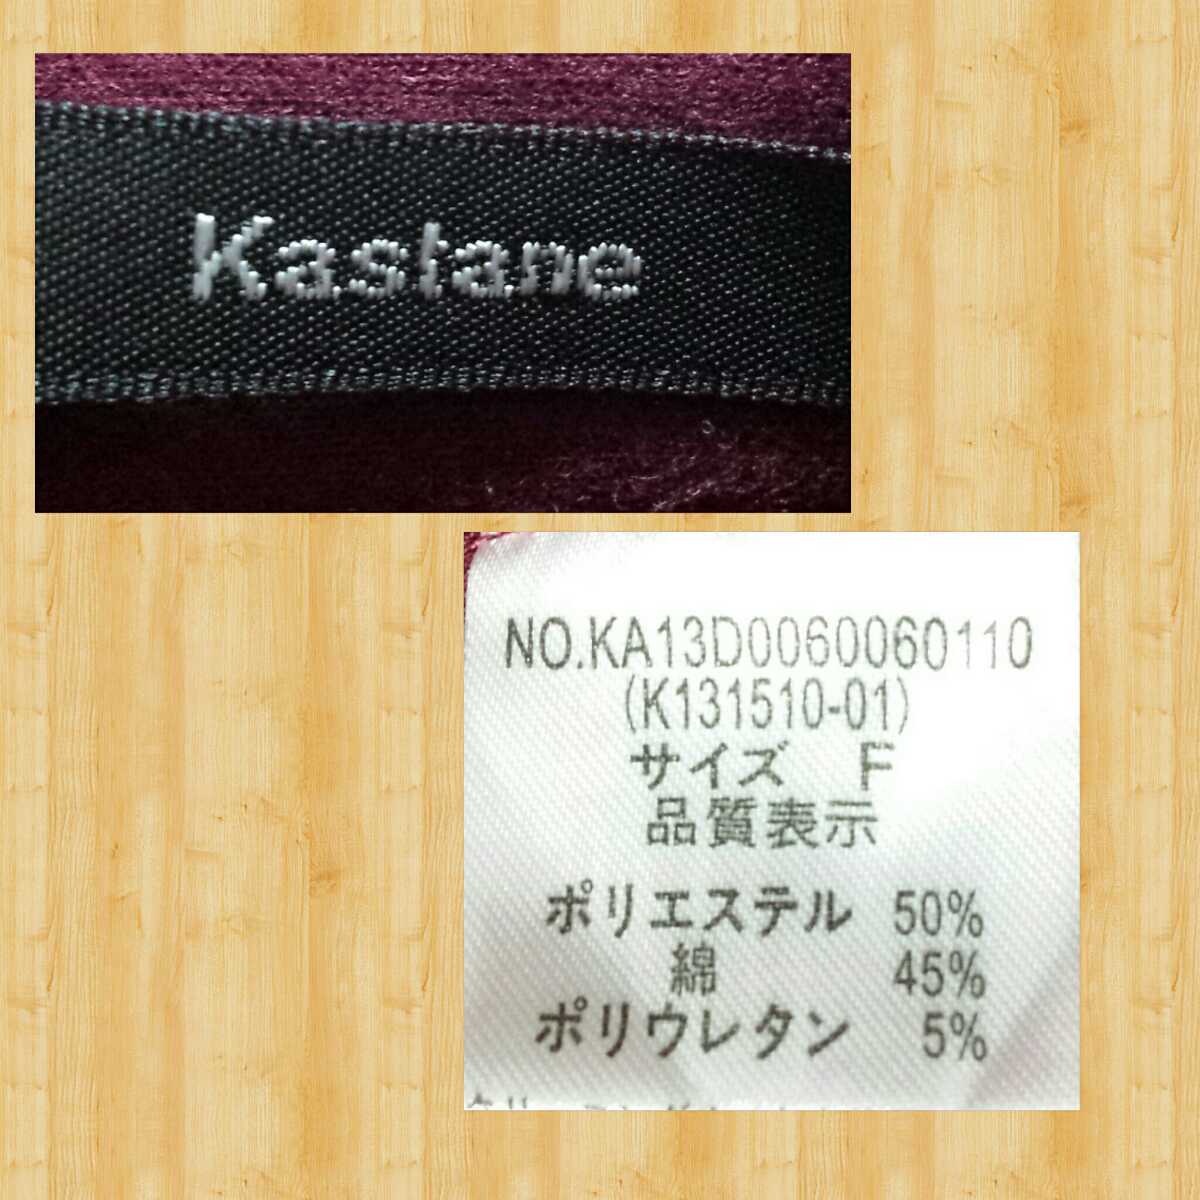 Kastane
NO.KA13D0060060110
(K131510-01)
サイズ　F
品質表示
ポリエステル 50%
綿 45%
ポリウレタン 5%